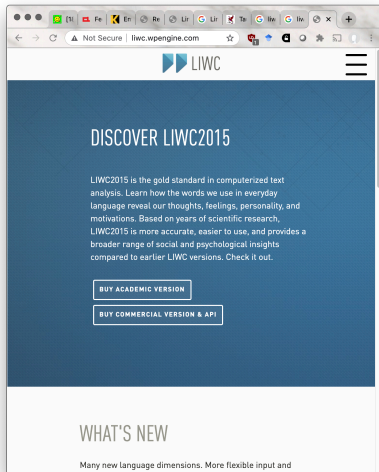 Not Secure | liwc.wpengine.com
LIWC
DISCOVER LIWC2015
LIWC2015 is the gold standard in computerized text
analysis. Learn how the words we use in everyday
language reveal our thoughts, feelings, personality, and
motivations. Based on years of scientific research,
LIWC2015 is more accurate, easier to use, and provides a
broader range of social and psychological insights
compared to earlier LIWC versions. Check it out.
BUY ACADEMIC VERSION
BUY COMMERCIAL VERSION & API
WHAT'S NEW
Many new language dimensions. More flexible input and